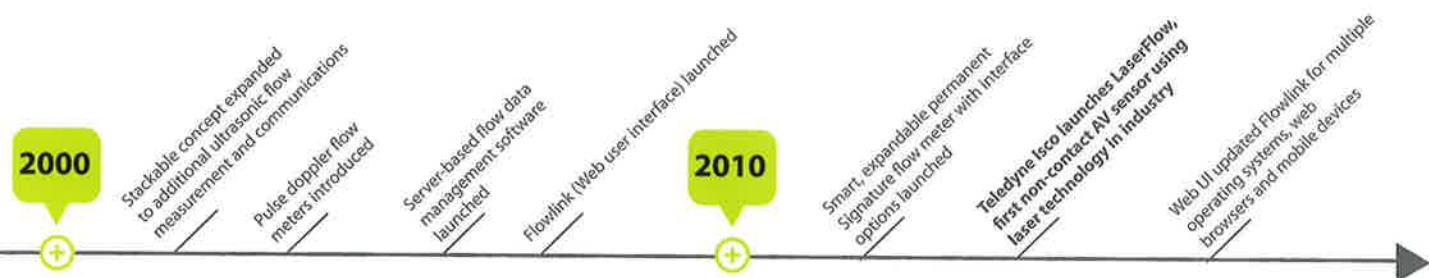 2000
Stackable concept expanded
to additional ultrasonic flow
measurement and communications
Pulse doppler flow
meters introduced
Server-based flow data
management software
launched
Flowlink (Web user interface) launched
2010
Smart, expandable permanent
Signature flow meter with interface
options launched
Teledyne Isco launches LaserFlow,
first non-contact AV sensor using
laser technology in industry
Web UI updated Flowlink for multiple
operating systems, web
browsers and mobile devices